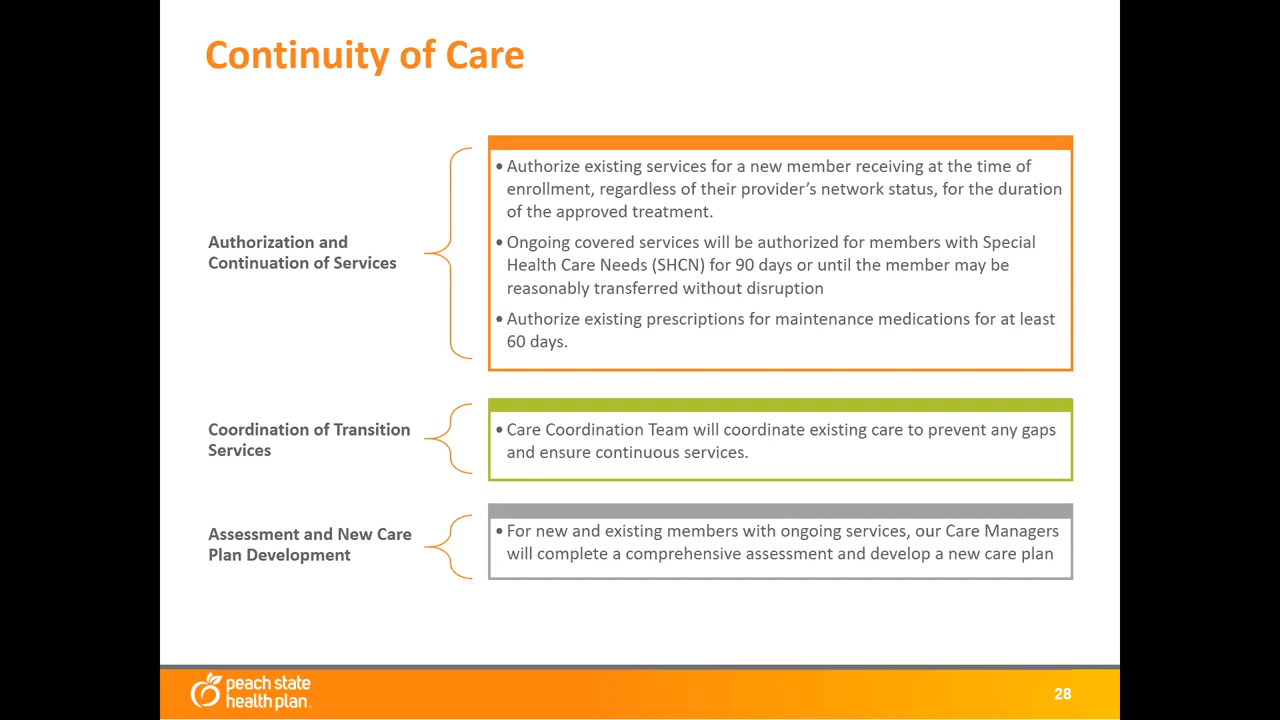 Continuity of Care
Authorization and
Continuation of Services
• Authorize existing services for a new member receiving at the time of
enrollment, regardless of their provider’s network status, for the duration
of the approved treatment.
• Ongoing covered services will be authorized for members with Special
Health Care Needs (SHCN) for 90 days or until the member may be
reasonably transferred without disruption
• Authorize existing prescriptions for maintenance medications for at least
60 days.
Coordination of Transition
Services
• Care Coordination Team will coordinate existing care to prevent any gaps
and ensure continuous services.
Assessment and New Care
Plan Development
• For new and existing members with ongoing services, our Care Managers
will complete a comprehensive assessment and develop a new care plan
peach state
health plan.
28